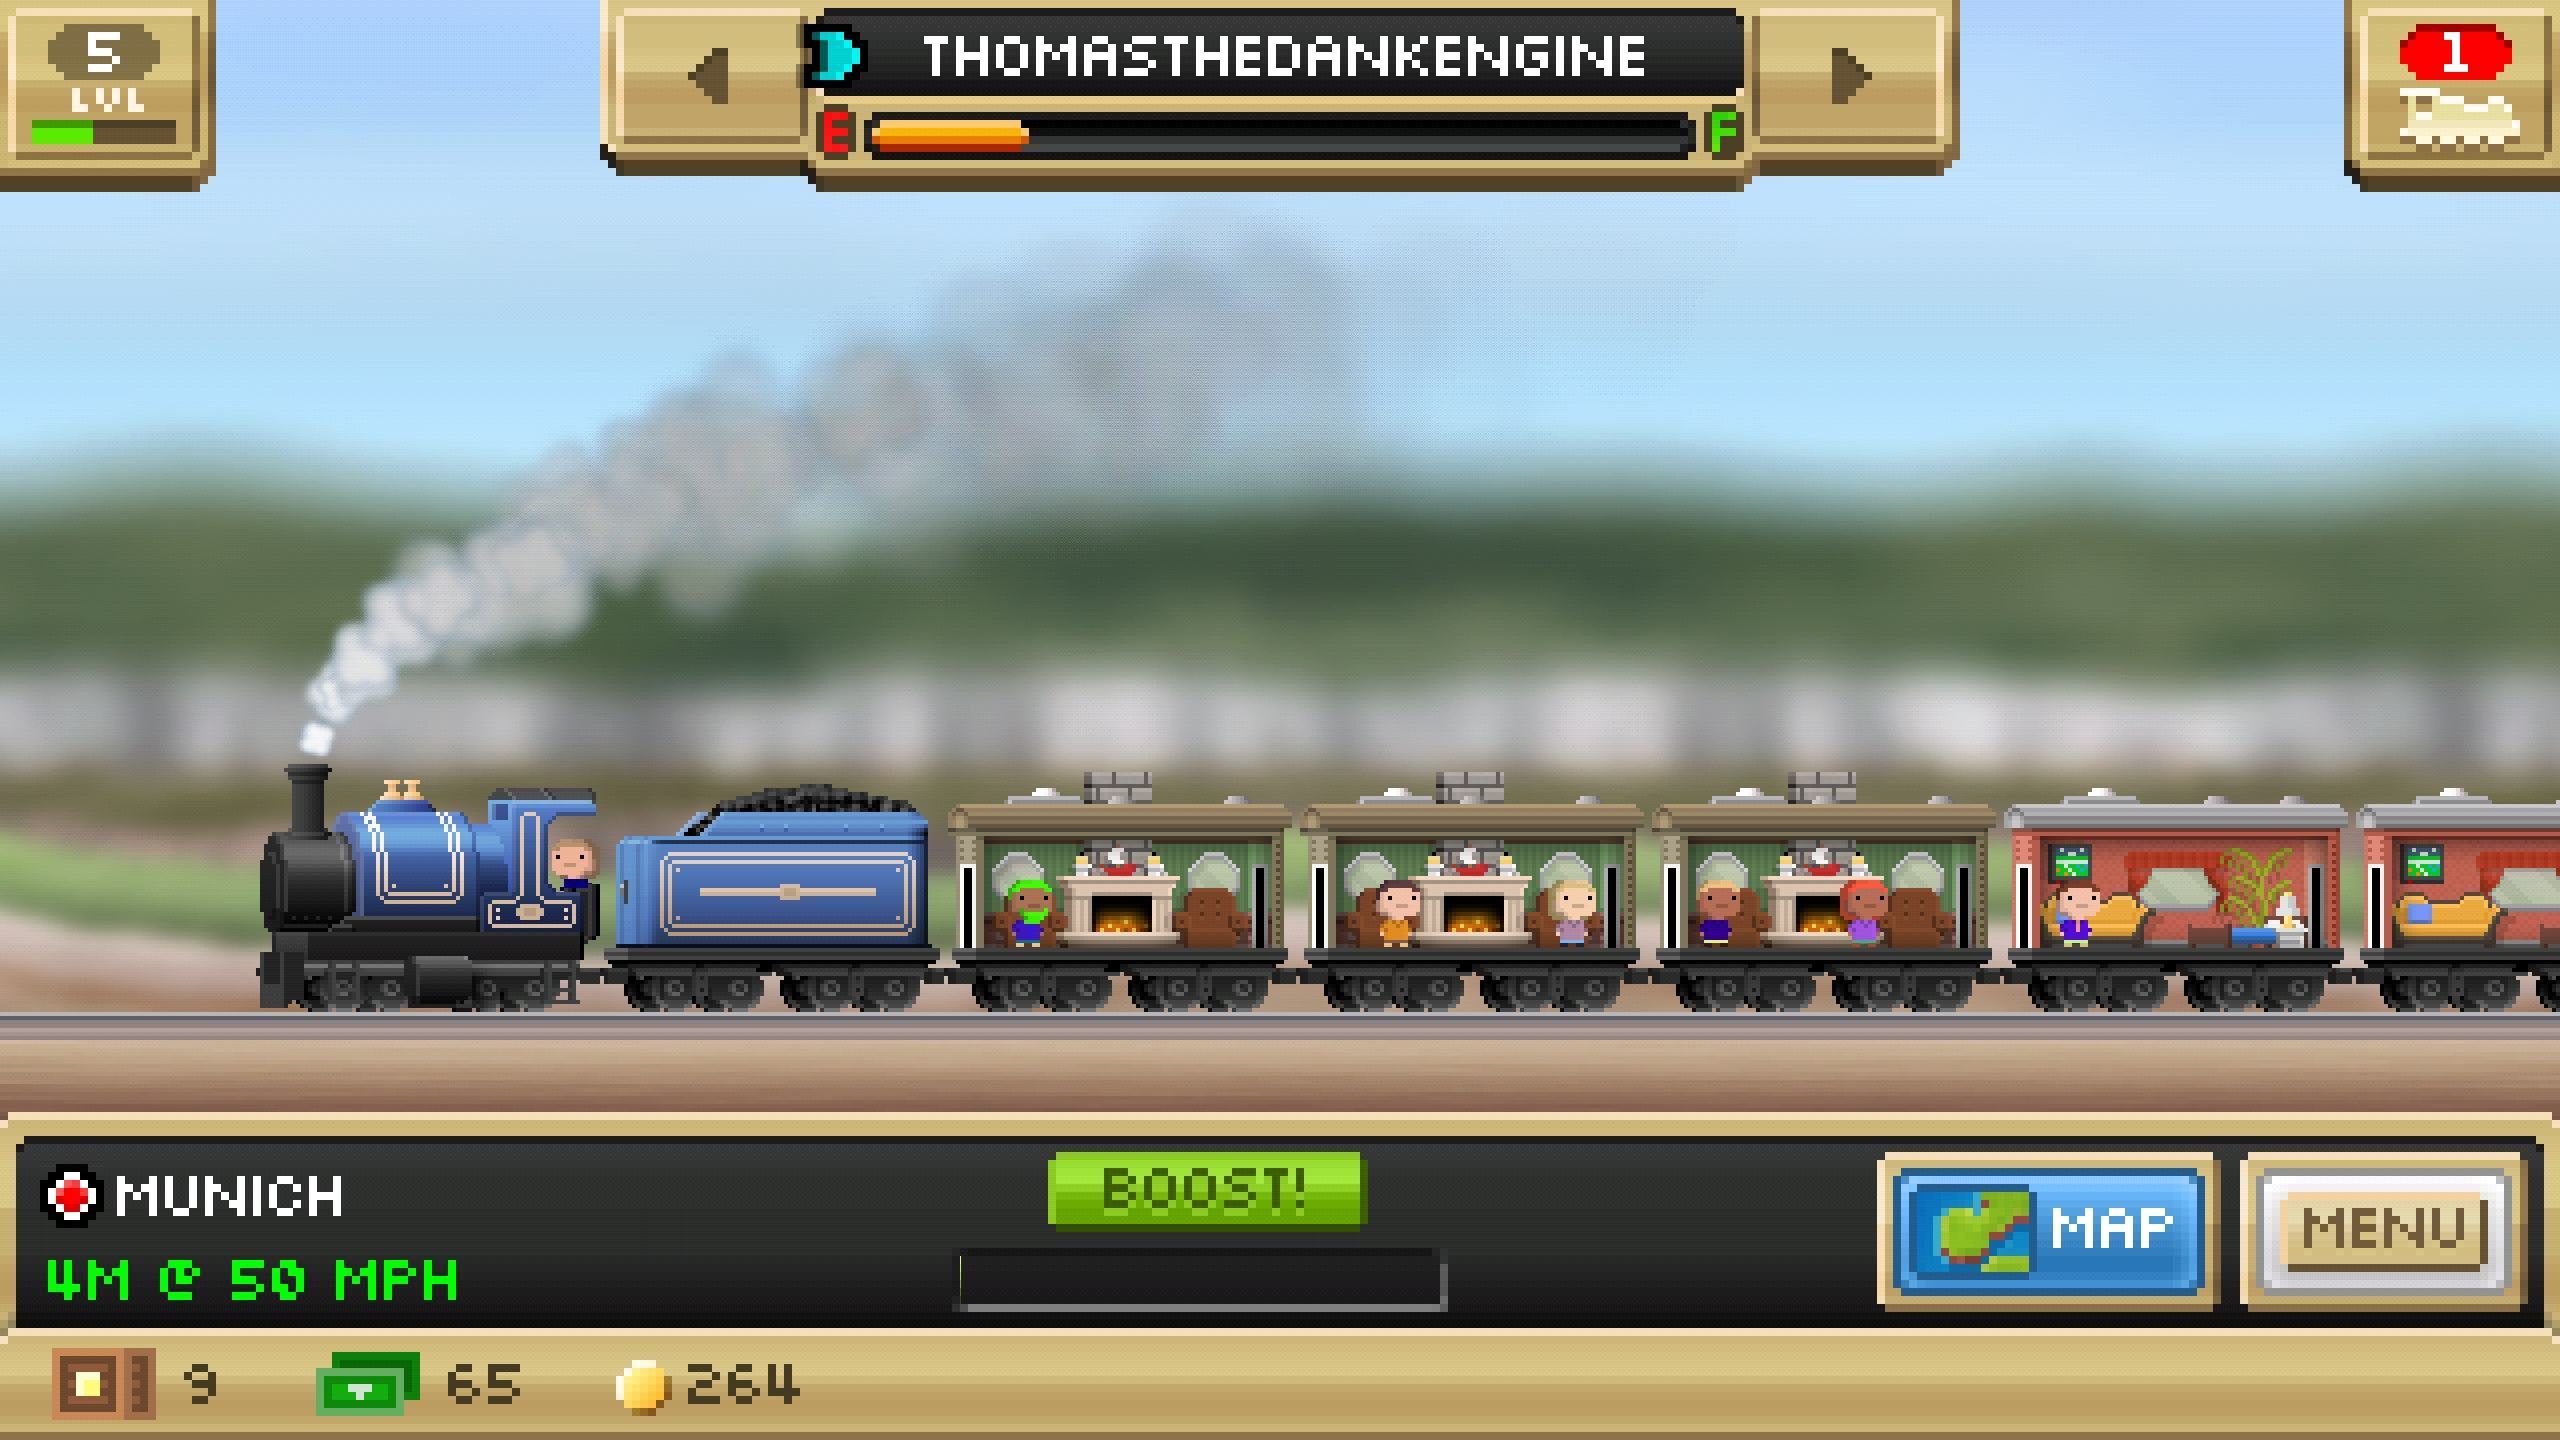 5
LVL
THOMASTHEDANKENGINE
E F
1
MUNICH
4M @ 50 MPH
BOOST!
MAP
MENU
9 65 264